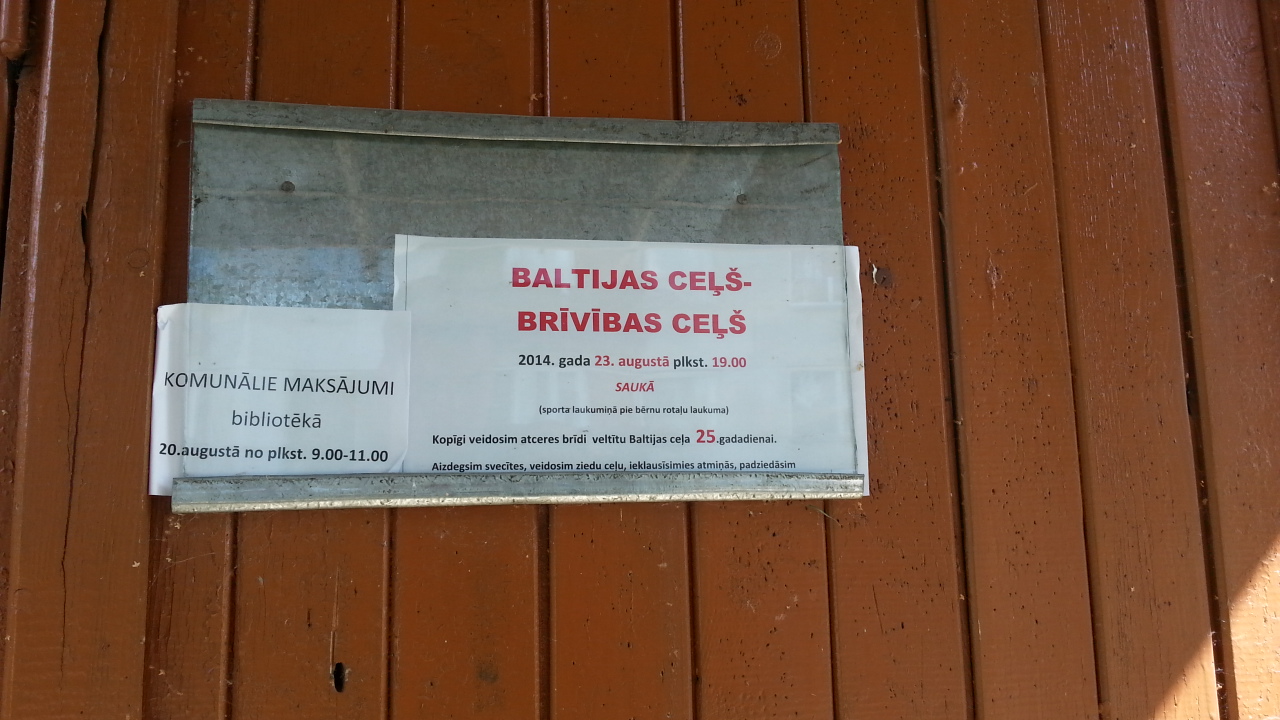 BALTIJAS CEĻŠ-
BRĪVĪBAS CEĻŠ
2014. gada 23. augustā plkst. 19.00
SAUKĀ
(sporta laukumiņā pie bērnu rotaļu laukuma)
Kopīgi veidosim atceres brīdi veltītu Baltijas ceļa 25.gadadienai.
Aizdegsim svecītes, veidosim ziedu ceļu, ieklausīsimies atmiņās, padziedāsim
KOMUNĀLIE MAKSĀJUMI
bibliotēkā
20.augustā no plkst. 9.00-11.00